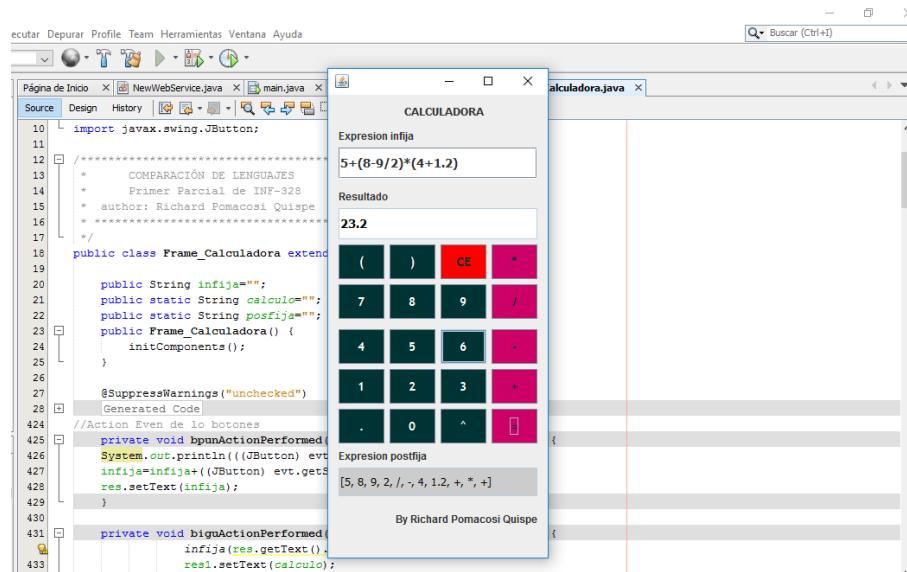 ecutar Depurar Profile Team Herramientas Ventana Ayuda
Buscar (Ctrl+I)
Página de Inicio NewWebService.java main.java
alculadora.java
Source Design History
10 import javax.swing.JButton;
11
12 /************************************
13 * COMPARACIÓN DE LENGUAJES
14 * Primer Parcial de INF-328
15 * author: Richard Pomacosi Quispe
16 * **********************************
17 */
18 public class Frame_Calculadora extend
19
20 public String infija="";
21 public static String calculo="";
22 public static String posfija="";
23 public Frame_Calculadora() {
24 initComponents();
25 }
26
27 @SuppressWarnings("unchecked")
28 Generated Code
424 //Action Even de lo botones
425 private void bpunActionPerformed( {
426 System.out.println(((JButton) evt
427 infija=infija+((JButton) evt.getS
428 res.setText(infija);
429 }
430
431 private void biguActionPerformed( {
infija(res.getText().
433 res1.setText(calculo);
CALCULADORA
Expresion infija
5+(8-9/2)*(4+1.2)
Resultado
23.2
( ) CE *
7 8 9 /
4 5 6 -
1 2 3 +
. 0 ^ =
Expresion postfija
[5, 8, 9, 2, /, -, 4, 1.2, +, *, +]
By Richard Pomacosi Quispe